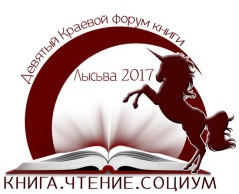 Девятый Краевой форум книги
Лысьва 2017
КНИГА.ЧТЕНИЕ.СОЦИУМ